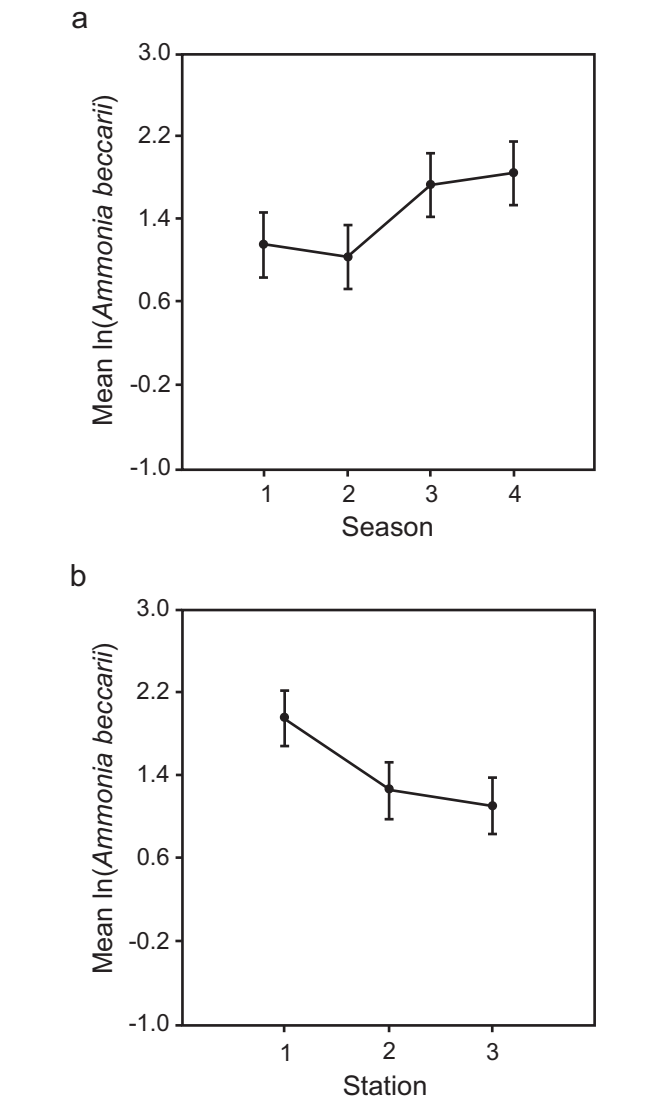 a
3.0
2.2
1.4
0.6
-0.2
-1.0
Mean ln(Ammonia beccarii)
1 2 3 4
Season
b
3.0
2.2
1.4
0.6
-0.2
-1.0
Mean ln(Ammonia beccarii)
1 2 3
Station